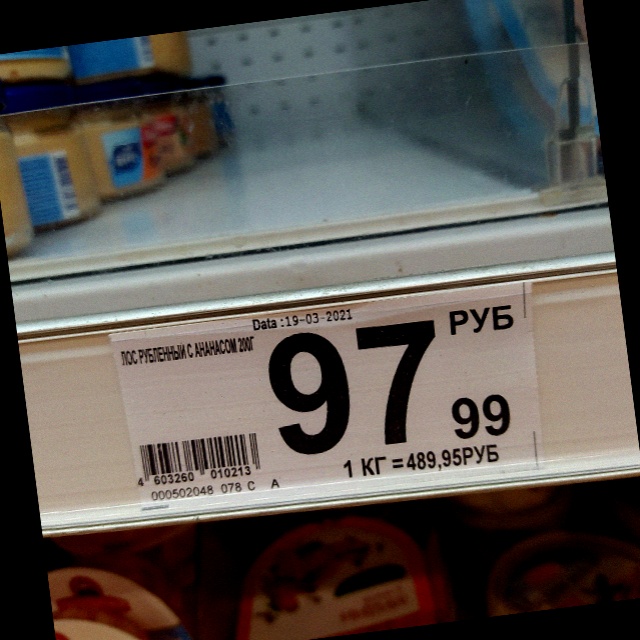 Data :19-03-2021
ЛОС РУБЛЕННЫЙ С АНАНАСОМ 200Г
97 РУБ
99
1 КГ=489,95РУБ
4 603260 010213
000502048 078 С А